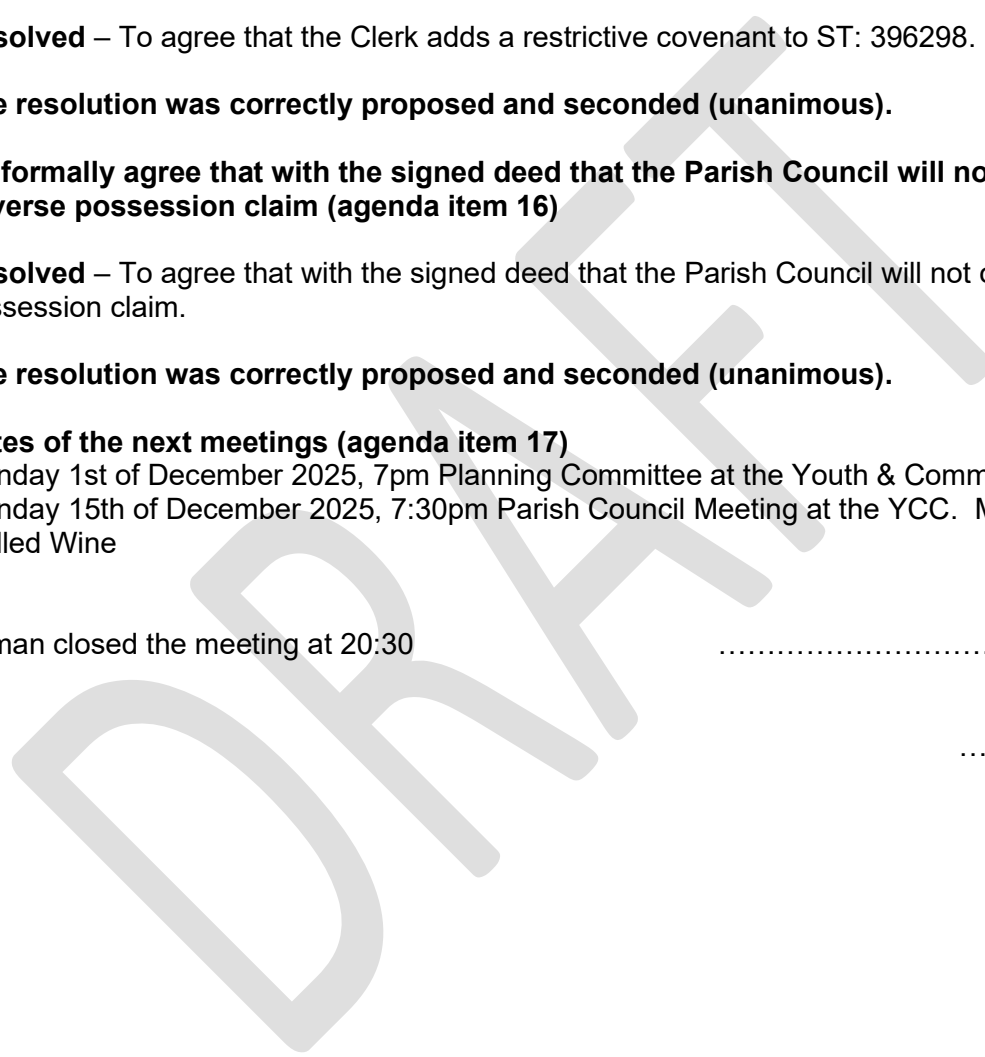 solved – To agree that the Clerk adds a restrictive covenant to ST: 396298.
e resolution was correctly proposed and seconded (unanimous).
formally agree that with the signed deed that the Parish Council will no
verse possession claim (agenda item 16)
solved – To agree that with the signed deed that the Parish Council will not o
ssession claim.
e resolution was correctly proposed and seconded (unanimous).
tes of the next meetings (agenda item 17)
nday 1st of December 2025, 7pm Planning Committee at the Youth & Comm
nday 15th of December 2025, 7:30pm Parish Council Meeting at the YCC. M
lled Wine
man closed the meeting at 20:30 ……………………….
…
DRAFT